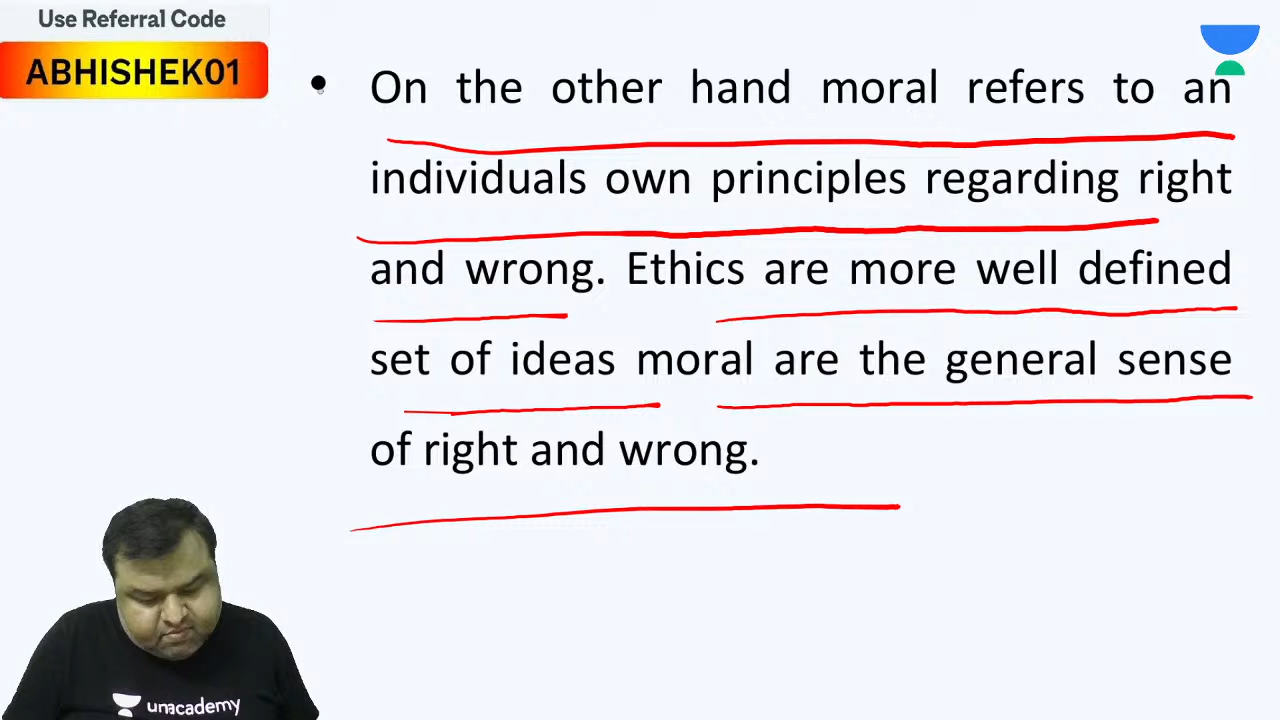 Use Referral Code
ABHISHEK01
• On the other hand moral refers to an
individuals own principles regarding right
and wrong. Ethics are more well defined
set of ideas moral are the general sense
of right and wrong.
unacademy